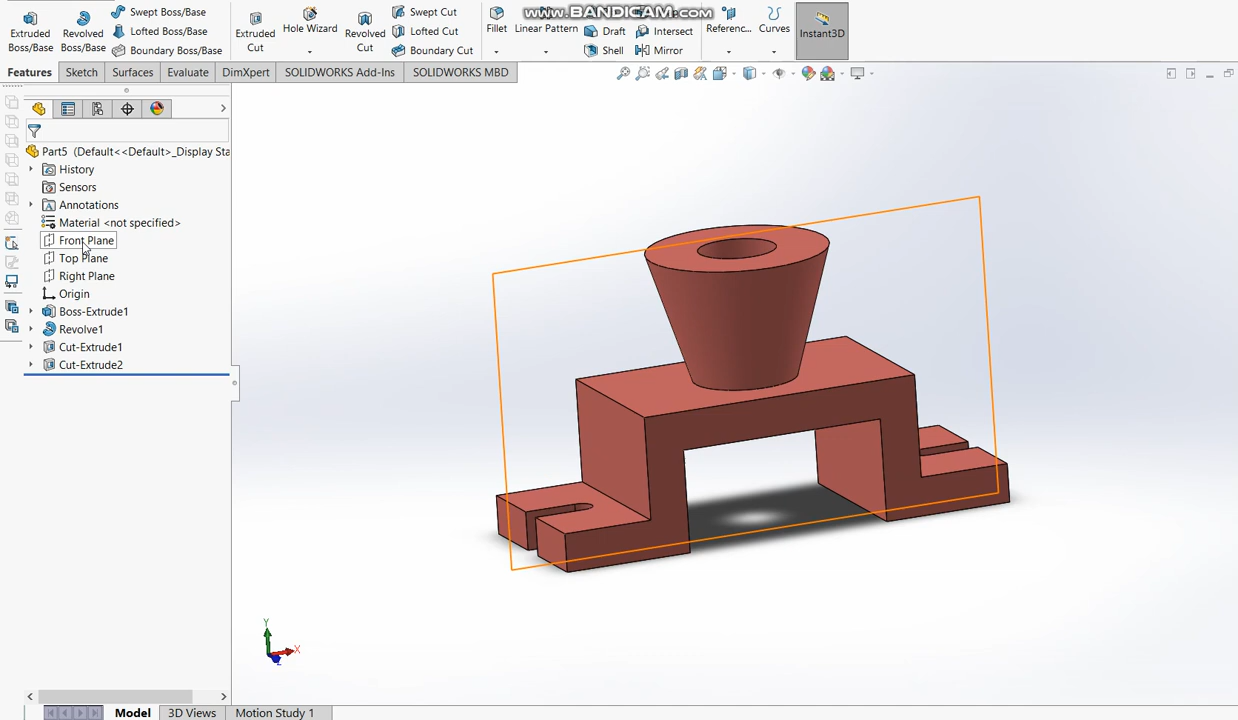 www.BANDICAM.com
Extruded Boss/Base
Revolved Boss/Base
Swept Boss/Base
Lofted Boss/Base
Boundary Boss/Base
Extruded Cut
Hole Wizard
Revolved Cut
Swept Cut
Lofted Cut
Boundary Cut
Fillet
Linear Pattern
Draft
Shell
Intersect
Mirror
Referenc...
Curves
Instant3D
Features
Sketch
Surfaces
Evaluate
DimXpert
SOLIDWORKS Add-Ins
SOLIDWORKS MBD
Part5 (Default<<Default>_Display Sta
History
Sensors
Annotations
Material <not specified>
Front Plane
Top Plane
Right Plane
Origin
Boss-Extrude1
Revolve1
Cut-Extrude1
Cut-Extrude2
Y
X
Z
Model
3D Views
Motion Study 1